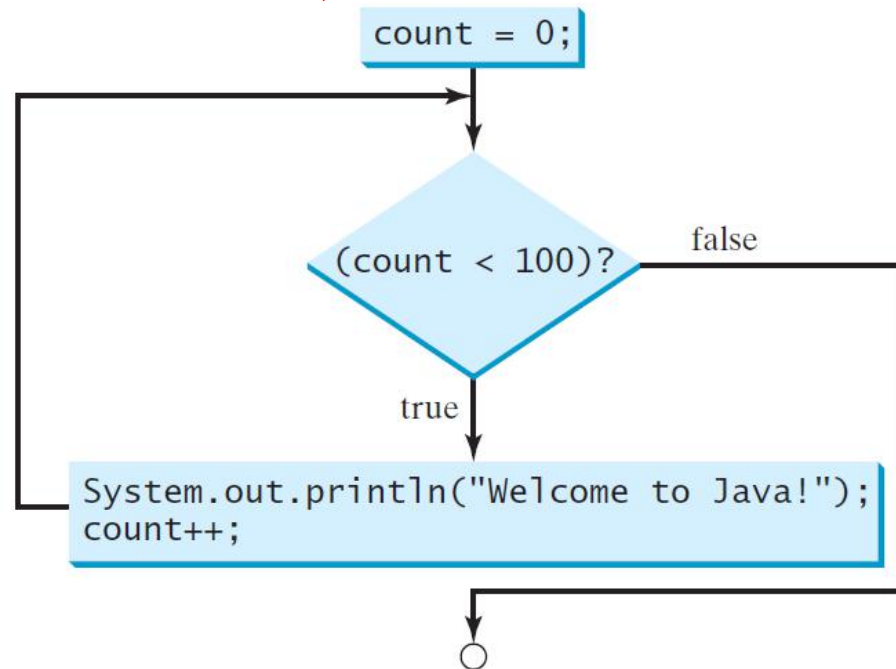 count = 0;
(count < 100)?
false
true
System.out.println("Welcome to Java!");
count++;